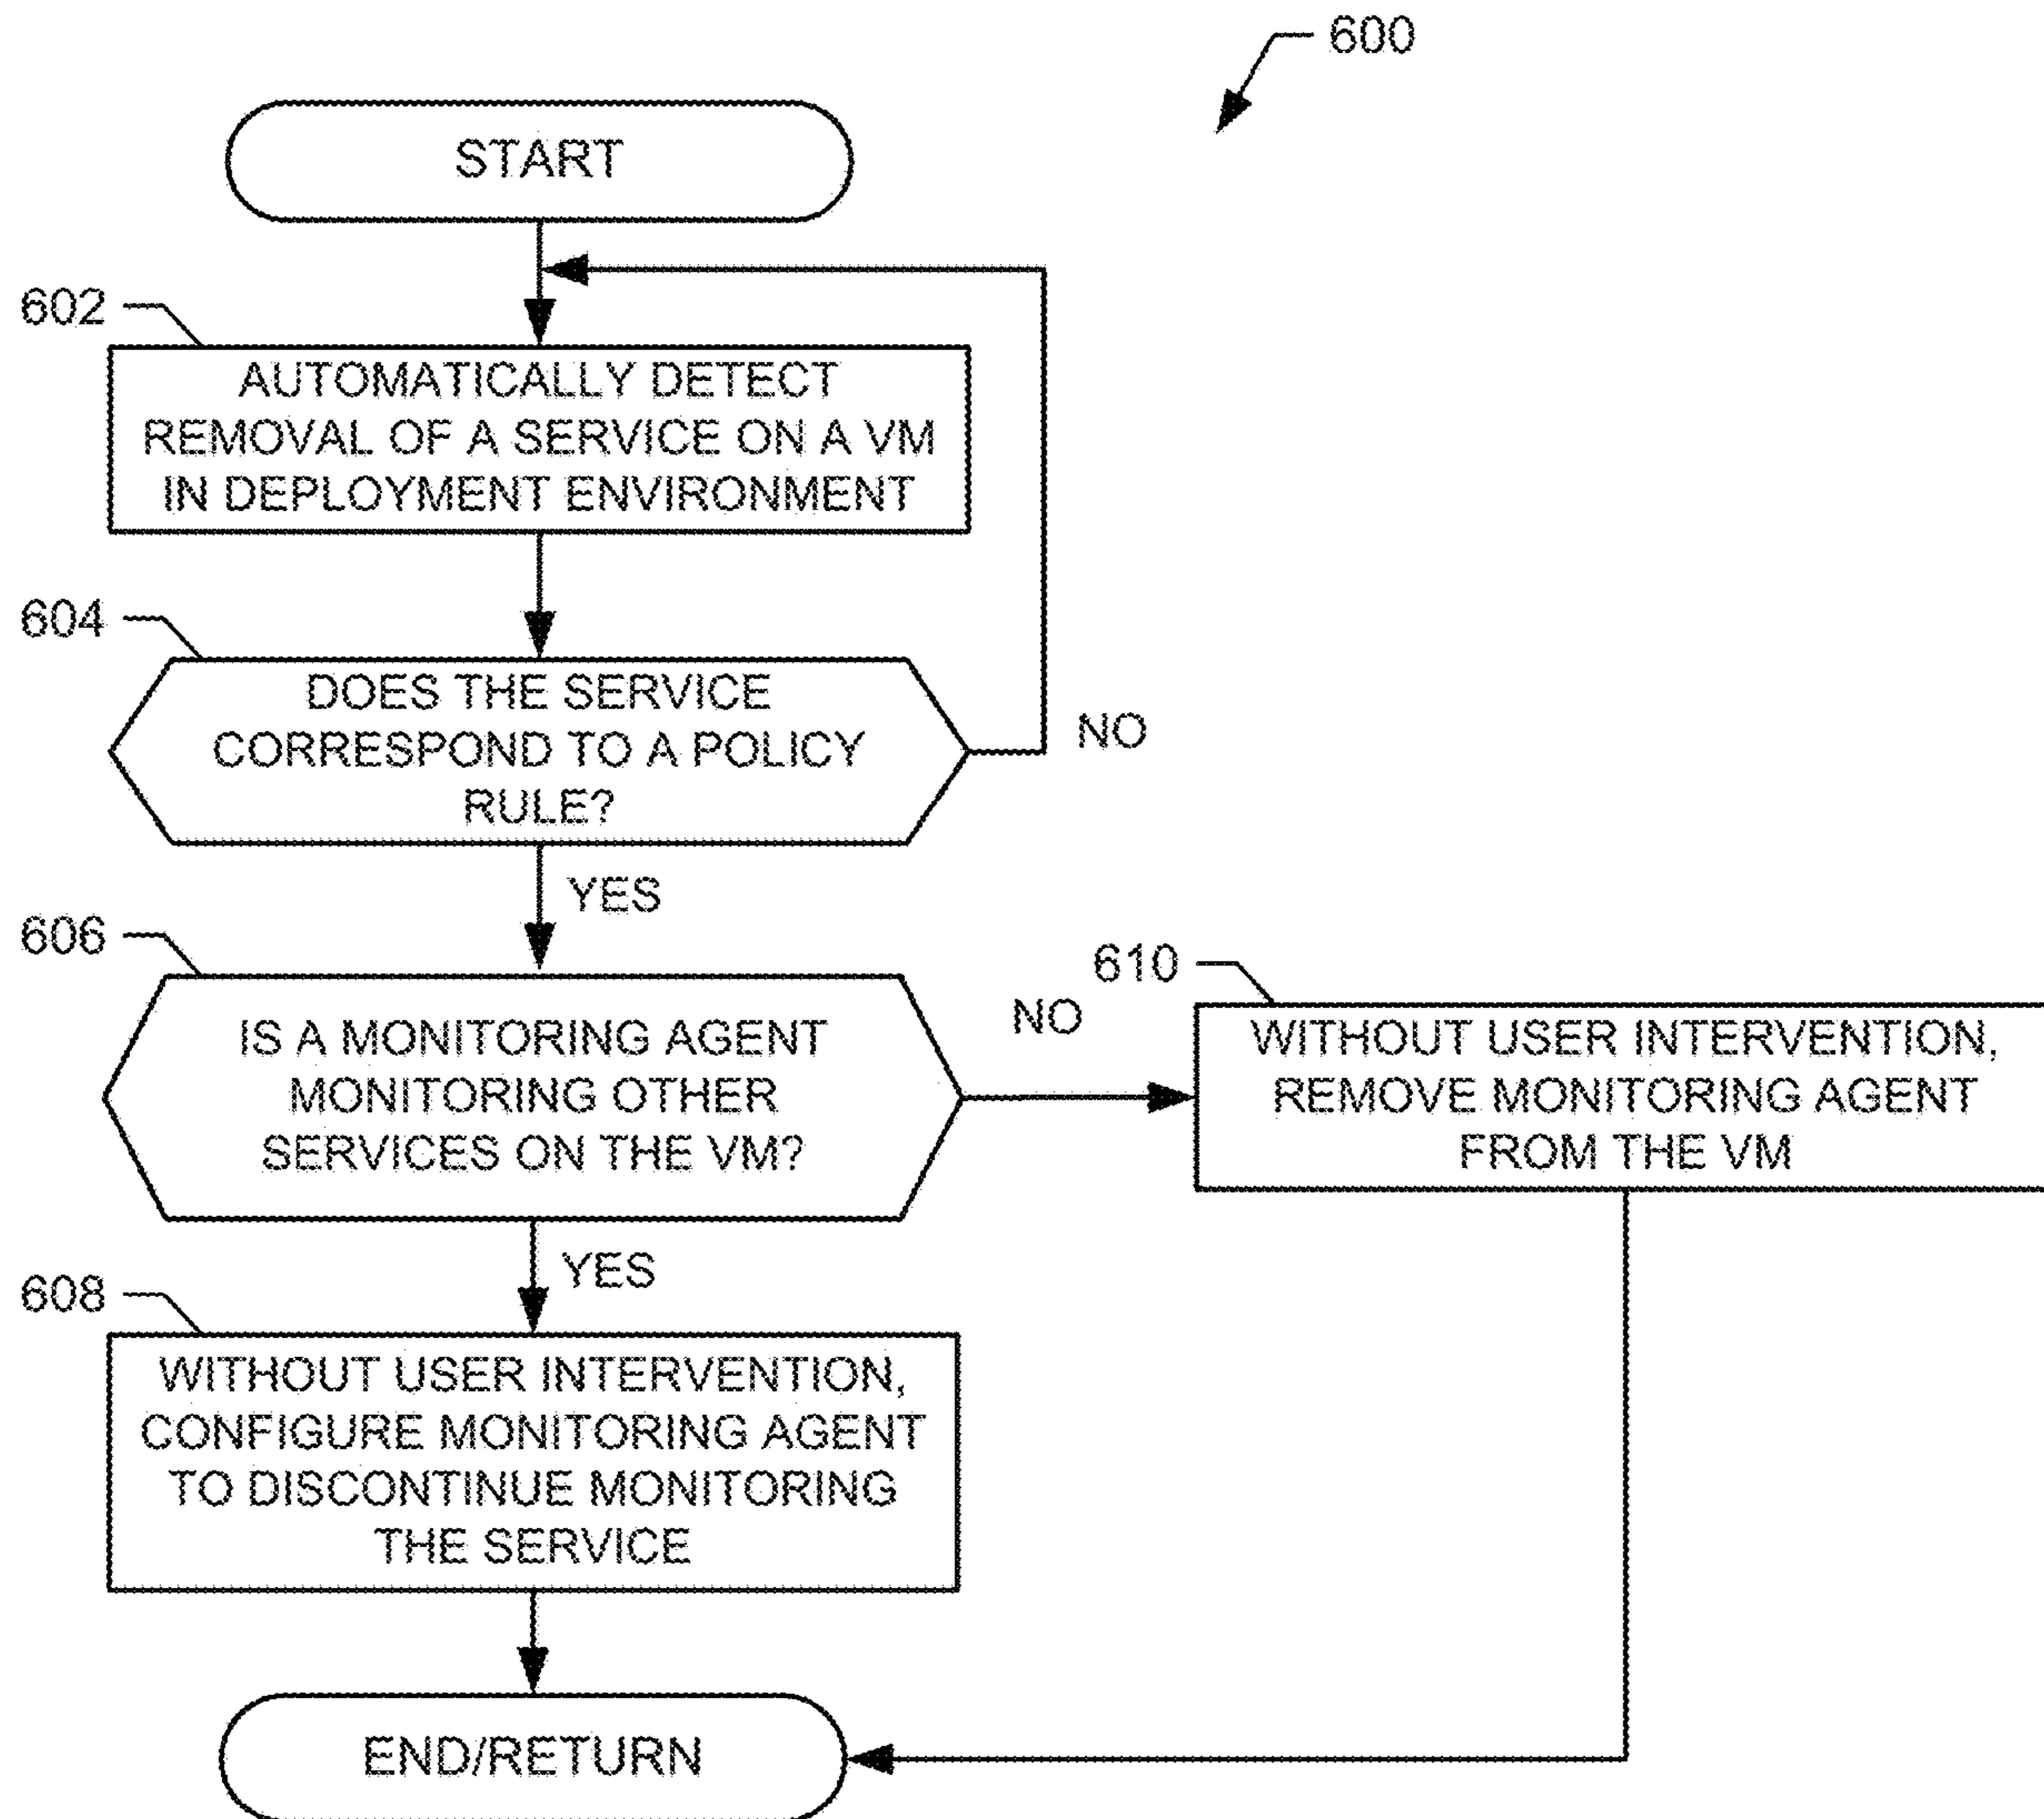 600
START
602
AUTOMATICALLY DETECT
REMOVAL OF A SERVICE ON A VM
IN DEPLOYMENT ENVIRONMENT
604
DOES THE SERVICE
CORRESPOND TO A POLICY
RULE?
NO
YES
606
IS A MONITORING AGENT
MONITORING OTHER
SERVICES ON THE VM?
NO
610
WITHOUT USER INTERVENTION,
REMOVE MONITORING AGENT
FROM THE VM
YES
608
WITHOUT USER INTERVENTION,
CONFIGURE MONITORING AGENT
TO DISCONTINUE MONITORING
THE SERVICE
END/RETURN